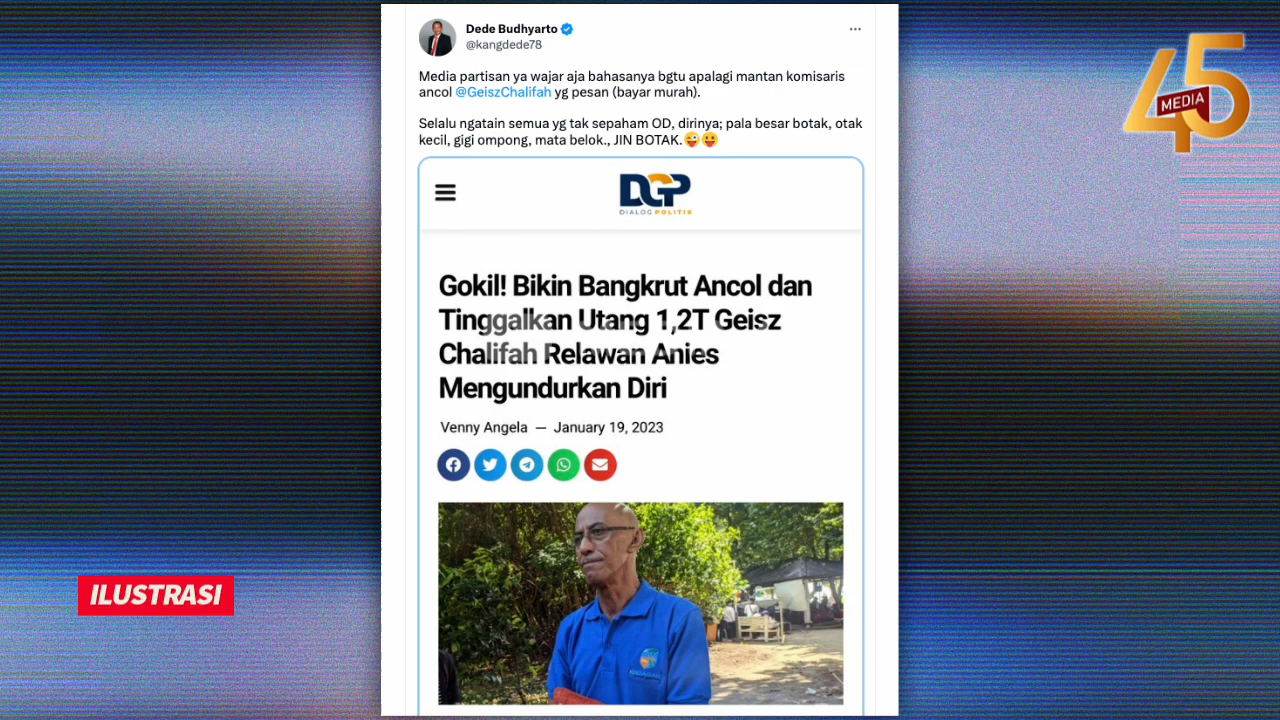 Dede Budhyarto
@kangdede78
Media partisan ya wajar aja bahasanya bgtu apalagi mantan komisaris
ancol @GeiszChalifah yg pesan (bayar murah).
Selalu ngatain semua yg tak sepaham OD, dirinya; pala besar botak, otak
kecil, gigi ompong, mata belok., JIN BOTAK.😜😛
DGP
DIALOG POLITIK
Gokil! Bikin Bangkrut Ancol dan
Tinggalkan Utang 1,2T Geisz
Chalifah Relawan Anies
Mengundurkan Diri
Venny Angela — January 19, 2023
45
MEDIA
ILUSTRASI